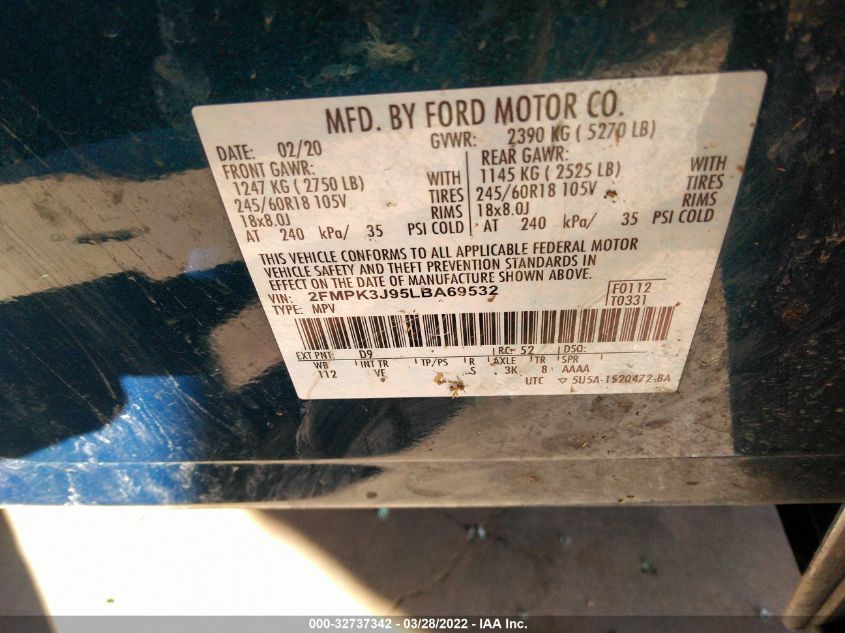 MFD. BY FORD MOTOR CO.
DATE: 02/20 GVWR: 2390 KG ( 5270 LB)
FRONT GAWR: REAR GAWR:
1247 KG ( 2750 LB) WITH 1145 KG ( 2525 LB) WITH
245/60R18 105V TIRES 245/60R18 105V TIRES
18x8.0J RIMS 18x8.0J RIMS
AT 240 kPa/ 35 PSI COLD AT 240 kPa/ 35 PSI COLD
THIS VEHICLE CONFORMS TO ALL APPLICABLE FEDERAL MOTOR
VEHICLE SAFETY AND THEFT PREVENTION STANDARDS IN
EFFECT ON THE DATE OF MANUFACTURE SHOWN ABOVE.
VIN: 2FMPK3J95LBA69532 F0112
TYPE: MPV T0331
EXT PNT: D9 RC: 52 DSO:
WB INT TR TP/PS R AXLE TR SPR
112 VE S 3K 8 AAAA
UTC ▽ 5U5A-1520472-BA
000-32737342 - 03/28/2022 - IAA Inc.